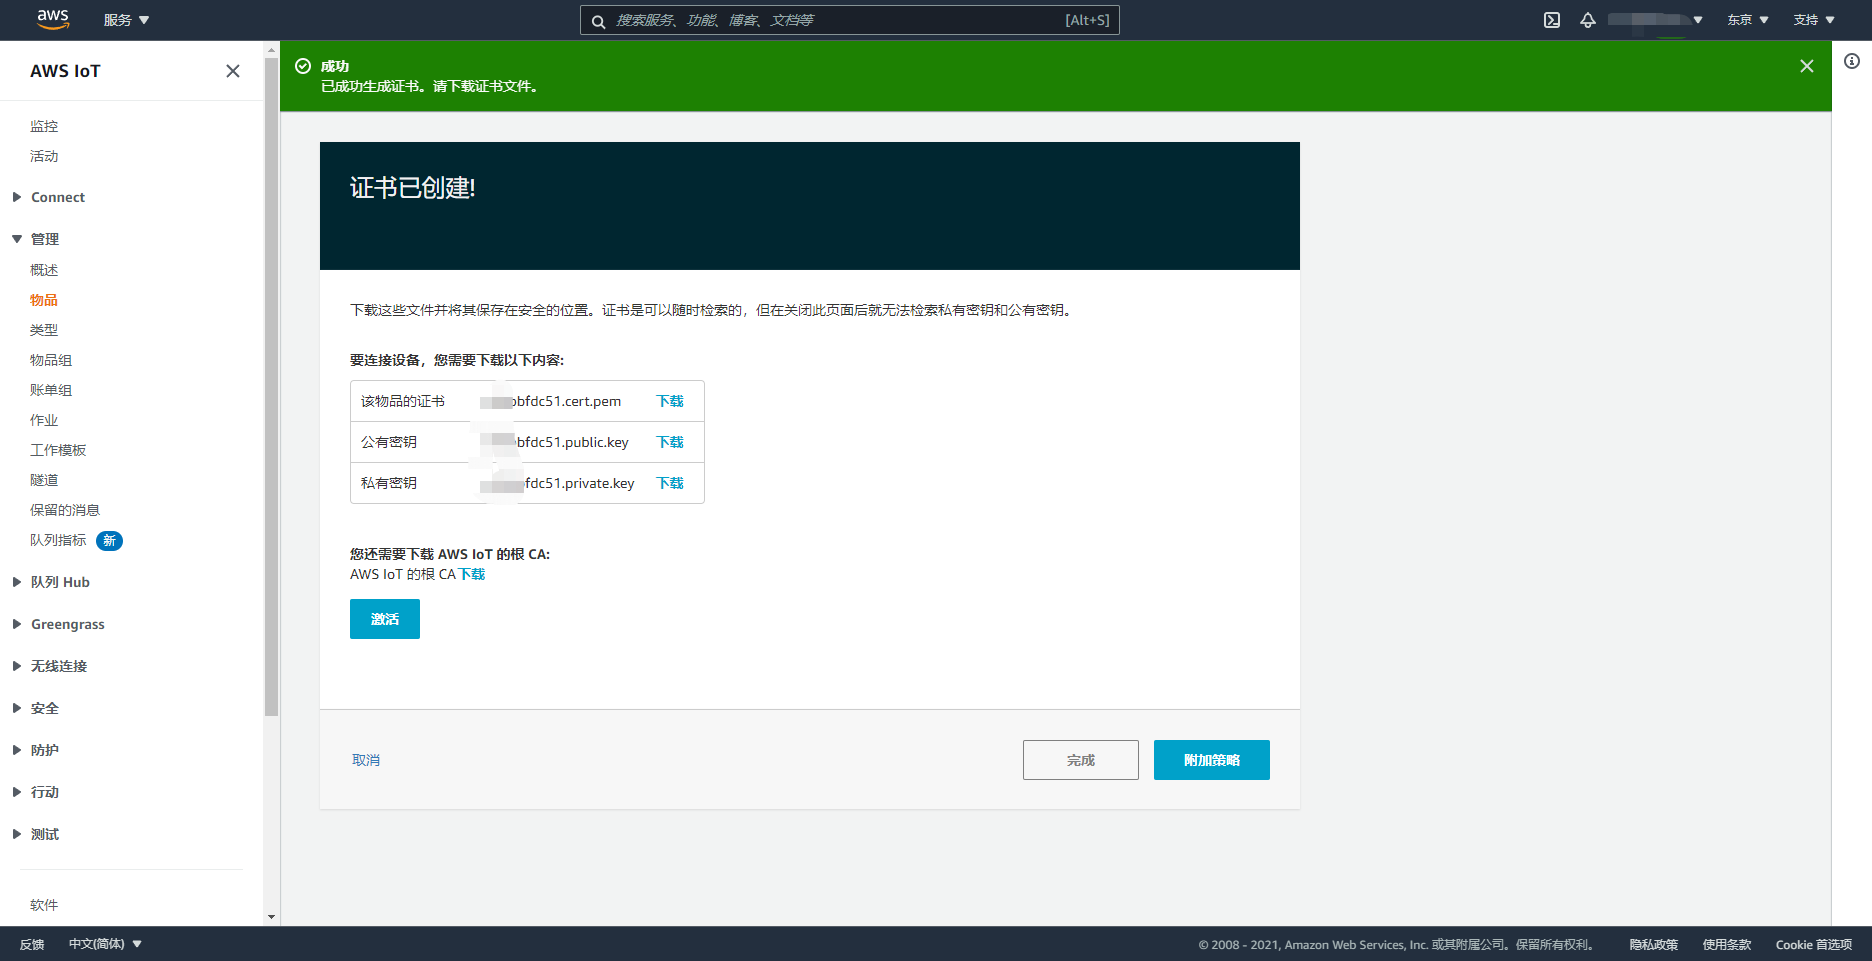 aws
服务
搜索服务、功能、博客、文档等
[Alt+S]
东京
支持
AWS IoT
成功
已成功生成证书。请下载证书文件。
监控
活动
Connect
管理
概述
物品
类型
物品组
账单组
作业
工作模板
隧道
保留的消息
队列指标 新
队列 Hub
Greengrass
无线连接
安全
防护
行动
测试
软件
证书已创建!
下载这些文件并将其保存在安全的位置。证书是可以随时检索的，但在关闭此页面后就无法检索私有密钥和公有密钥。
要连接设备，您需要下载以下内容:
该物品的证书 bfdc51.cert.pem 下载
公有密钥 bfdc51.public.key 下载
私有密钥 fdc51.private.key 下载
您还需要下载 AWS IoT 的根 CA:
AWS IoT 的根 CA下载
激活
取消
完成
附加策略
反馈
中文(简体)
© 2008 - 2021, Amazon Web Services, Inc. 或其附属公司。保留所有权利。
隐私政策
使用条款
Cookie 首选项